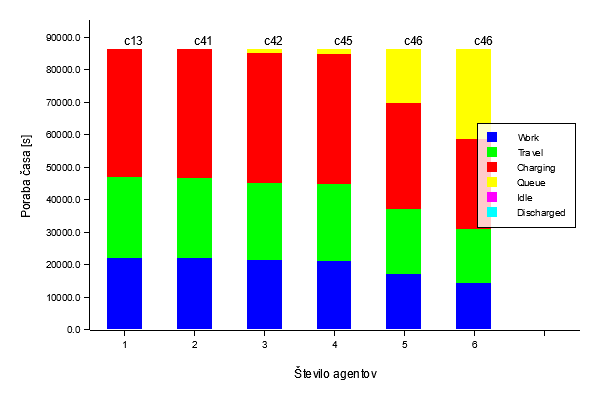 c13 c41 c42 c45 c46 c46
90000.0
80000.0
70000.0
60000.0
50000.0
40000.0
30000.0
20000.0
10000.0
0.0
Poraba časa [s]
Work
Travel
Charging
Queue
Idle
Discharged
1 2 3 4 5 6
Število agentov